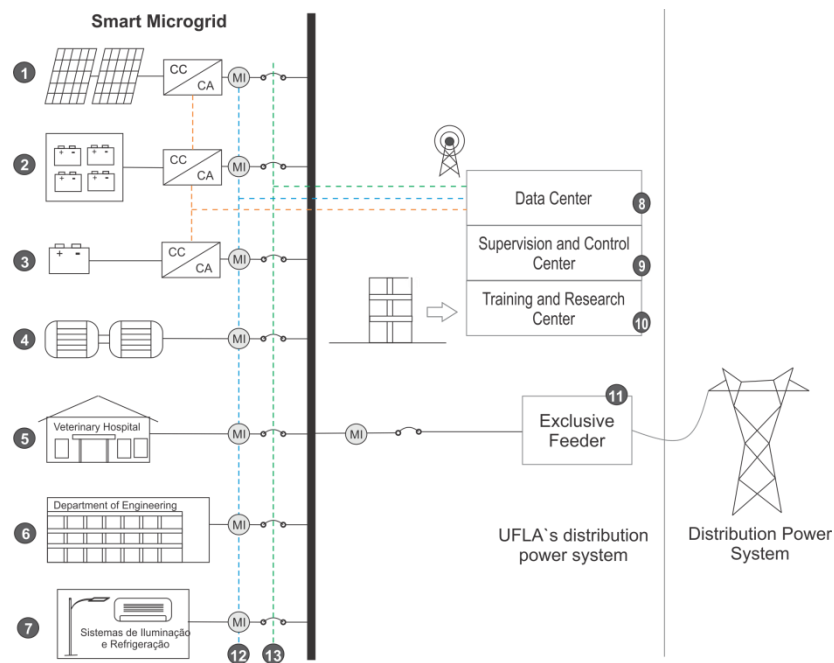 Smart Microgrid
1
CC
CA
MI
2
+ -
+ -
+ -
+ -
CC
CA
MI
Data Center
8
3
+ -
CC
CA
MI
Supervision and Control
Center
9
4
MI
Training and Research
Center
10
5
Veterinary Hospital
MI
MI
Exclusive
Feeder
11
6
Department of Engineering
MI
UFLA`s distribution
power system
Distribution Power
System
7
Sistemas de Iluminação
e Refrigeração
MI
12
13